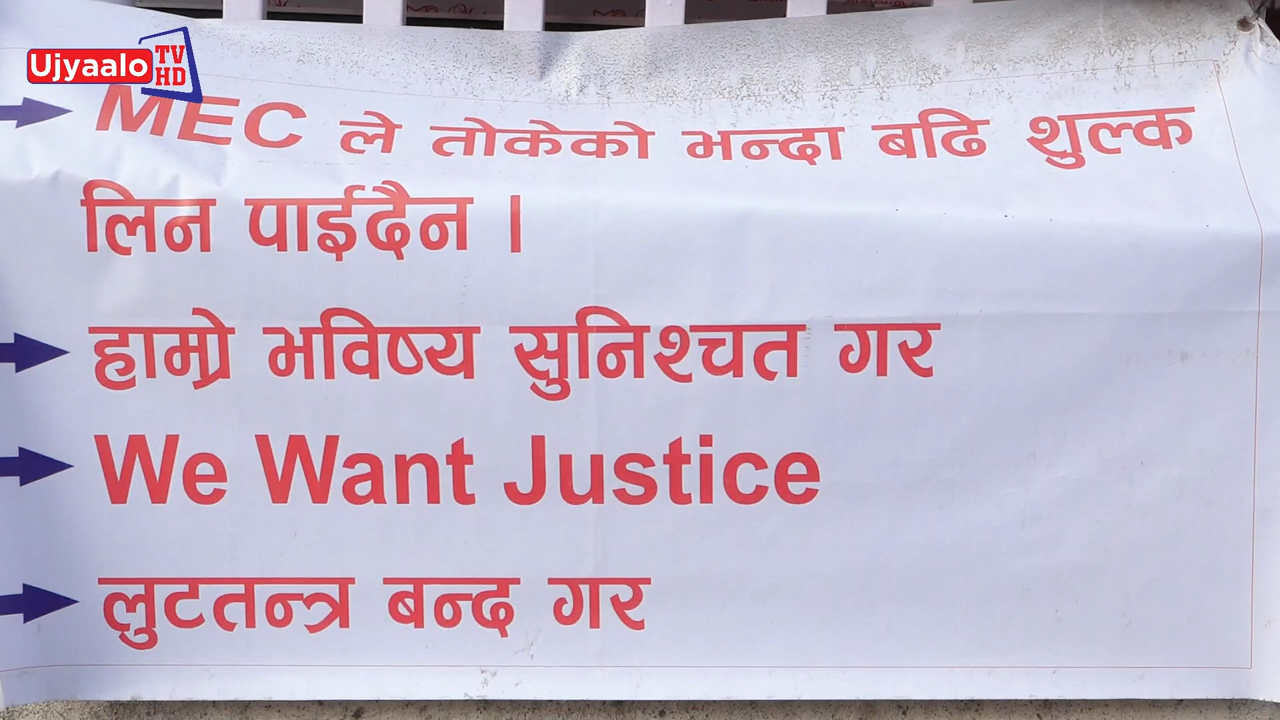 Ujyaalo TV HD
MEC ले तोकेको भन्दा बढि शुल्क
लिन पाईदैन ।
हाम्रो भविष्य सुनिश्चत गर
We Want Justice
लुटतन्त्र बन्द गर